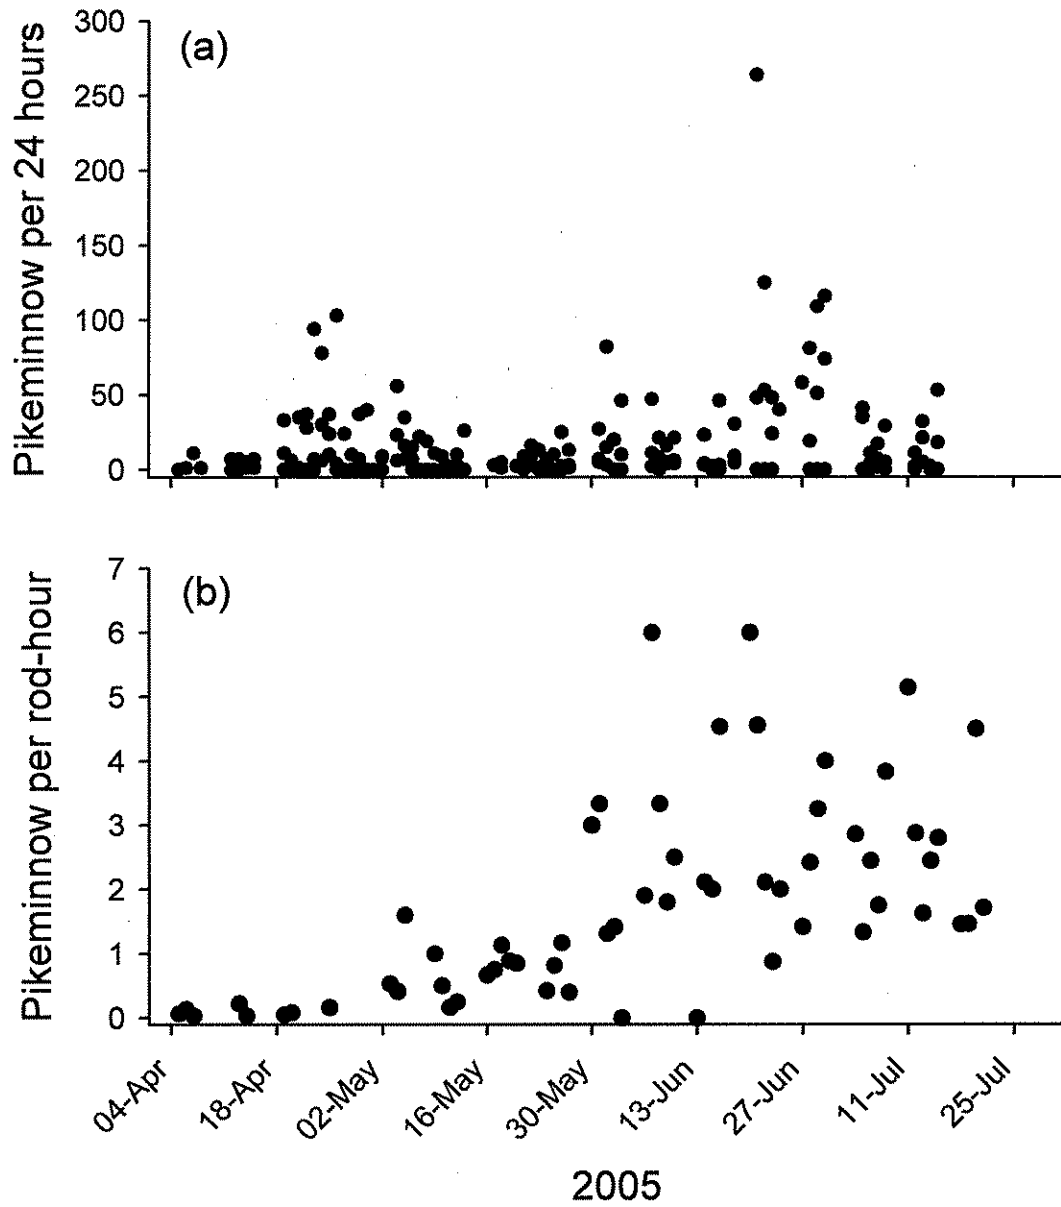 (a)
Pikeminnow per 24 hours
300
250
200
150
100
50
0
(b)
Pikeminnow per rod-hour
7
6
5
4
3
2
1
0
04-Apr
18-Apr
02-May
16-May
30-May
13-Jun
27-Jun
11-Jul
25-Jul
2005